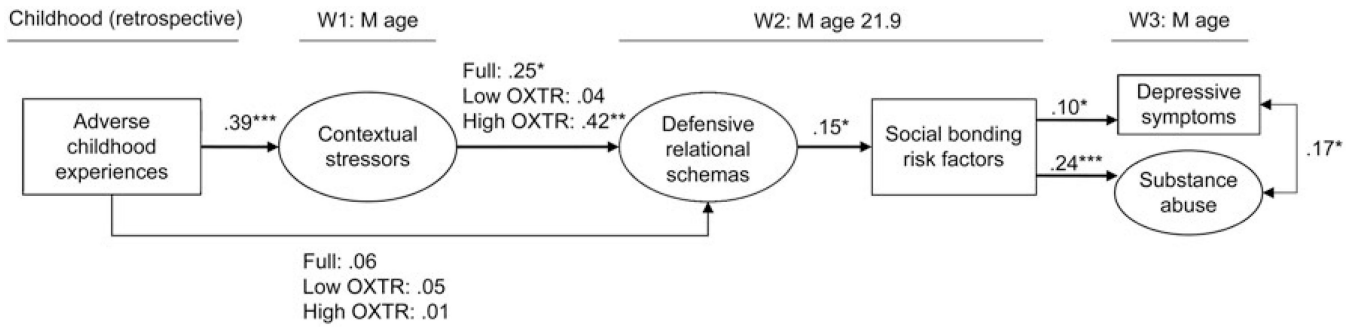 Childhood (retrospective)
W1: M age
W2: M age 21.9
W3: M age
Full: .25*
Low OXTR: .04
High OXTR: .42**
Adverse
childhood
experiences
.39***
Contextual
stressors
Defensive
relational
schemas
.15*
Social bonding
risk factors
.10*
Depressive
symptoms
.24***
Substance
abuse
.17*
Full: .06
Low OXTR: .05
High OXTR: .01